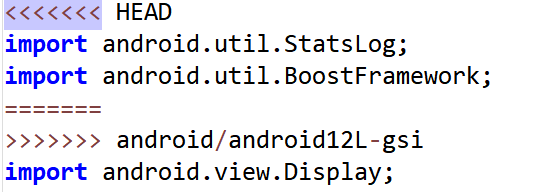 <<<<<<< HEAD
import android.util.StatsLog;
import android.util.BoostFramework;
=======
>>>>>>> android/android12L-gsi
import android.view.Display;